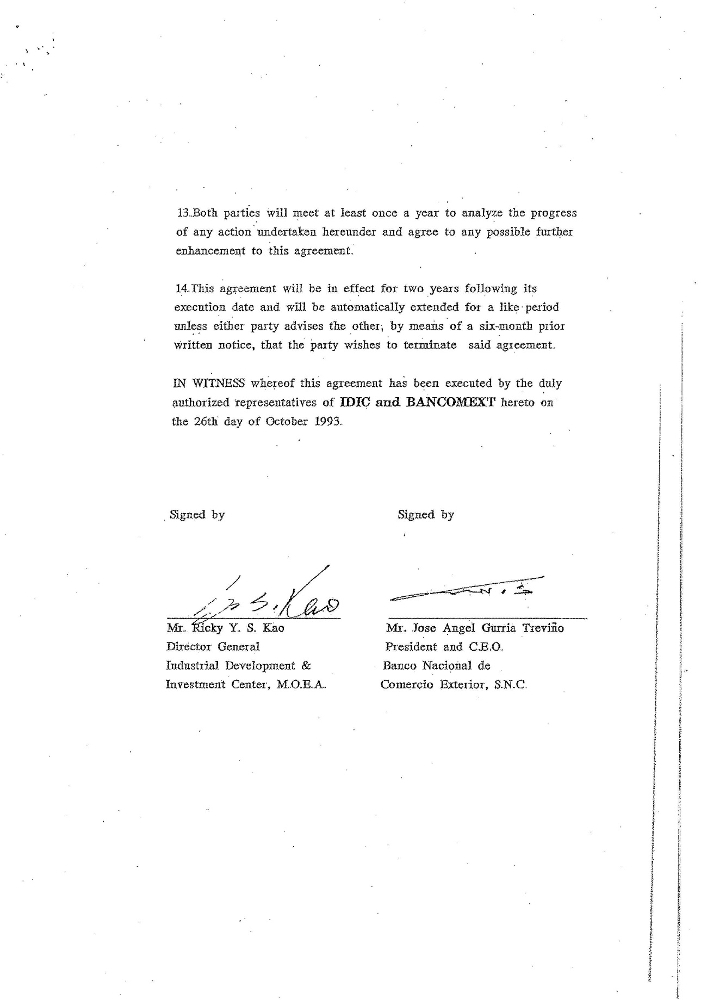 13.Both parties will meet at least once a year to analyze the progress
of any action undertaken hereunder and agree to any possible further
enhancement to this agreement.
14.This agreement will be in effect for two years following its
execution date and will be automatically extended for a like period
unless either party advises the other, by means of a six-month prior
written notice, that the party wishes to terminate said agreement.
IN WITNESS whereof this agreement has been executed by the duly
authorized representatives of IDIC and BANCOMEXT hereto on
the 26th day of October 1993.
Signed by
Signed by
S. Kao
Mr. Ricky Y. S. Kao
Director General
Industrial Development &
Investment Center, M.O.E.A.
Mr. Jose Angel Gurria Treviño
President and C.E.O.
Banco Nacional de
Comercio Exterior, S.N.C.